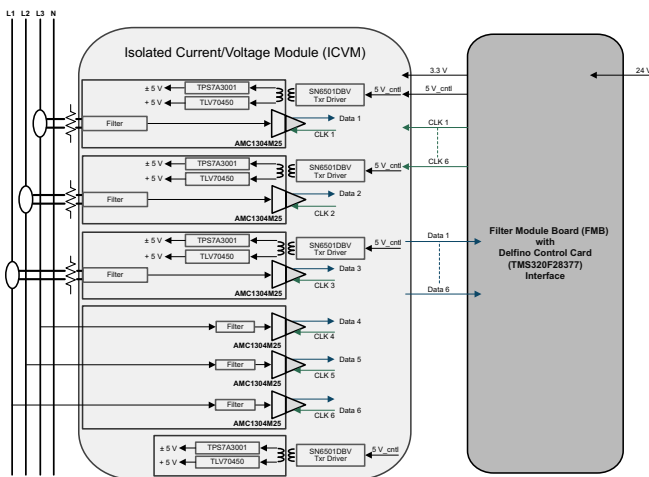 L1 L2 L3 N
Isolated Current/Voltage Module (ICVM)
± 5 V
TPS7A3001
+ 5 V
TLV70450
SN6501DBV
Txr Driver
5 V_cntl
Filter
Data 1
CLK 1
AMC1304M25
± 5 V
TPS7A3001
+ 5 V
TLV70450
SN6501DBV
Txr Driver
5 V_cntl
Filter
Data 2
CLK 2
AMC1304M25
± 5 V
TPS7A3001
+ 5 V
TLV70450
SN6501DBV
Txr Driver
5 V_cntl
Filter
Data 3
CLK 3
AMC1304M25
Filter
Data 4
CLK 4
AMC1304M25
Filter
Data 5
CLK 5
AMC1304M25
Filter
Data 6
CLK 6
AMC1304M25
± 5 V
TPS7A3001
+ 5 V
TLV70450
SN6501DBV
Txr Driver
5 V_cntl
3.3 V
5 V_cntl
CLK 1
CLK 6
Data 1
Data 6
24 V
Filter Module Board (FMB)
with
Delfino Control Card
(TMS320F28377)
Interface